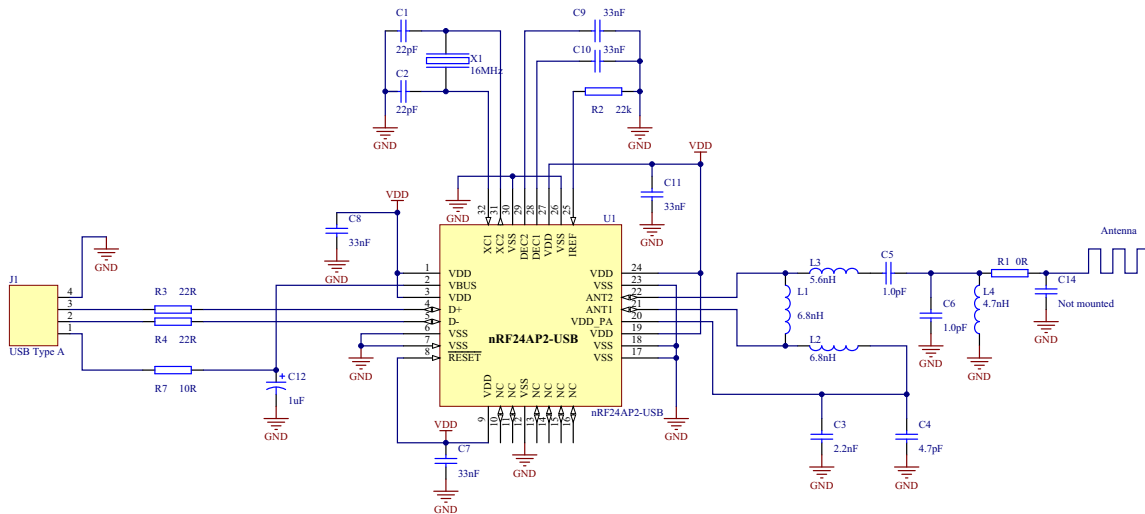 C1
22pF
C2
22pF
X1
16MHz
GND
C9 33nF
C10 33nF
R2 22k
GND
VDD
C11
33nF
GND
GND
VDD
C8
33nF
GND
32 31 30 29 28 27 26 25
XC1 XC2 VSS DEC2 DEC1 VDD VSS IREF
U1
1 VDD
2 VBUS
3 VDD
4 D+
5 D-
6 VSS
7 VSS
8 RESET
VDD 24
VSS 23
ANT2 22
ANT1 21
VDD_PA 20
VDD 19
VSS 18
VSS 17
nRF24AP2-USB
VDD NC NC VSS NC NC NC NC
9 10 11 12 13 14 15 16
nRF24AP2-USB
J1
4
3
2
1
USB Type A
GND
R3 22R
R4 22R
R7 10R
C12
1uF
+
GND
GND
VDD
C7
33nF
GND
GND
GND
L1
6.8nH
L3
5.6nH
L2
6.8nH
C5
1.0pF
C6
1.0pF
GND
L4
4.7nH
GND
R1 0R
C14
Not mounted
GND
Antenna
C3
2.2nF
GND
C4
4.7pF
GND